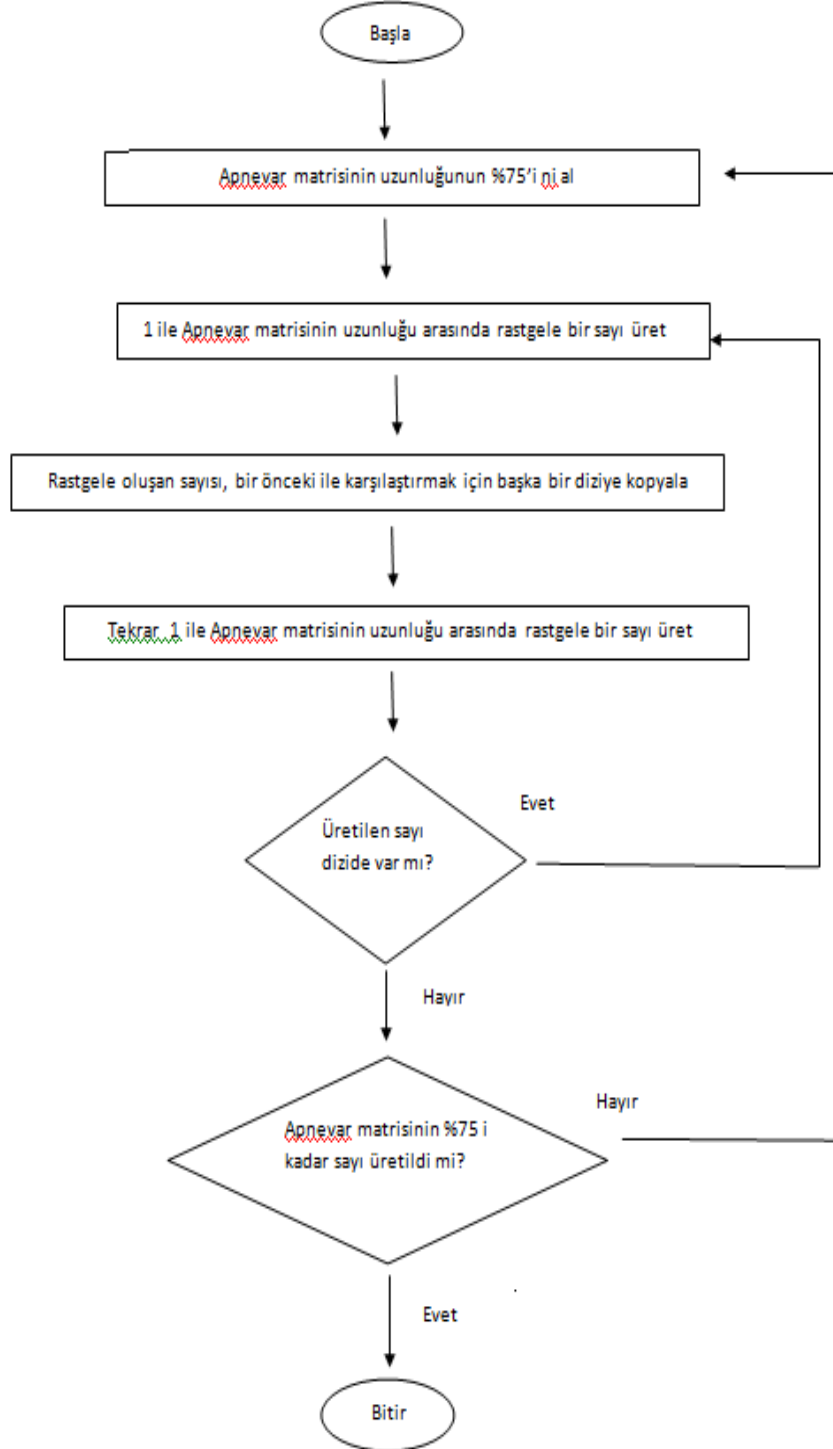 Başla
Apnevar matrisinin uzunluğunun %75'i ni al
1 ile Apnevar matrisinin uzunluğu arasında rastgele bir sayı üret
Rastgele oluşan sayısı, bir önceki ile karşılaştırmak için başka bir diziye kopyala
Tekrar 1 ile Apnevar matrisinin uzunluğu arasında rastgele bir sayı üret
Evet
Üretilen sayı
dizide var mı?
Hayır
Hayır
Apnevar matrisinin %75 i
kadar sayı üretildi mi?
Evet
Bitir